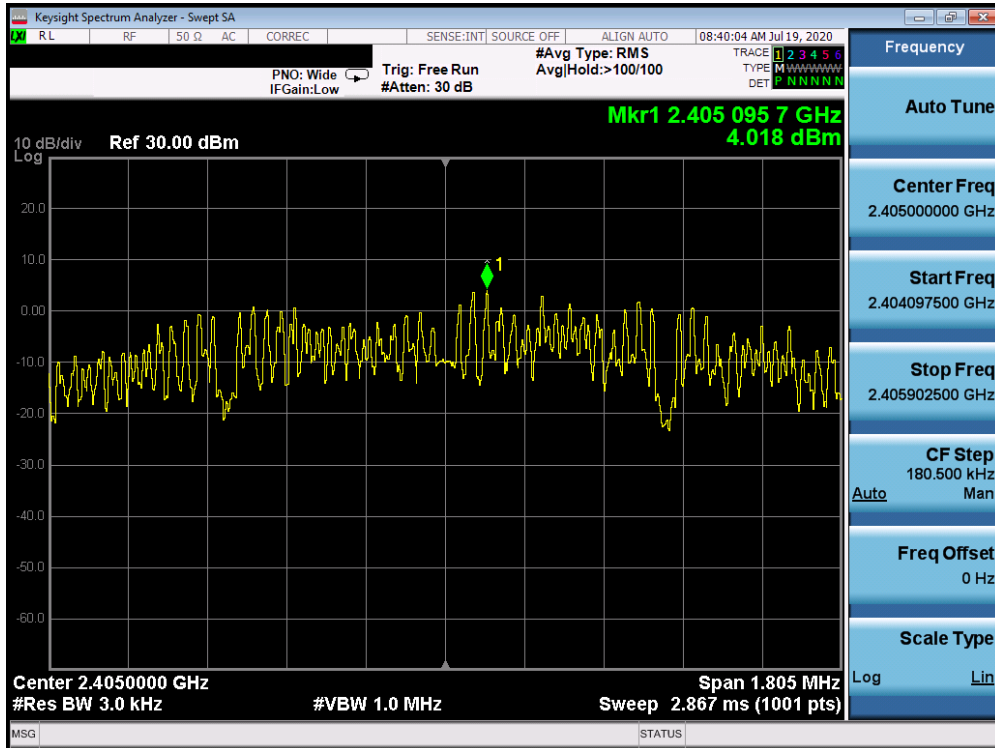 Keysight Spectrum Analyzer - Swept SA
LXI RL RF 50 Ω AC CORREC SENSE:INT SOURCE OFF ALIGN AUTO 08:40:04 AM Jul 19, 2020
PNO: Wide
IFGain:Low
Trig: Free Run
#Atten: 30 dB
#Avg Type: RMS
Avg|Hold:>100/100
TRACE 1 2 3 4 5 6
TYPE M W W W W W
DET P N N N N N
Mkr1 2.405 095 7 GHz
4.018 dBm
10 dB/div Ref 30.00 dBm
Log
20.0
10.0
1
0.00
-10.0
-20.0
-30.0
-40.0
-50.0
-60.0
Center 2.4050000 GHz Span 1.805 MHz
#Res BW 3.0 kHz #VBW 1.0 MHz Sweep 2.867 ms (1001 pts)
MSG STATUS
Frequency
Auto Tune
Center Freq
2.405000000 GHz
Start Freq
2.404097500 GHz
Stop Freq
2.405902500 GHz
CF Step
180.500 kHz
Auto Man
Freq Offset
0 Hz
Scale Type
Log Lin